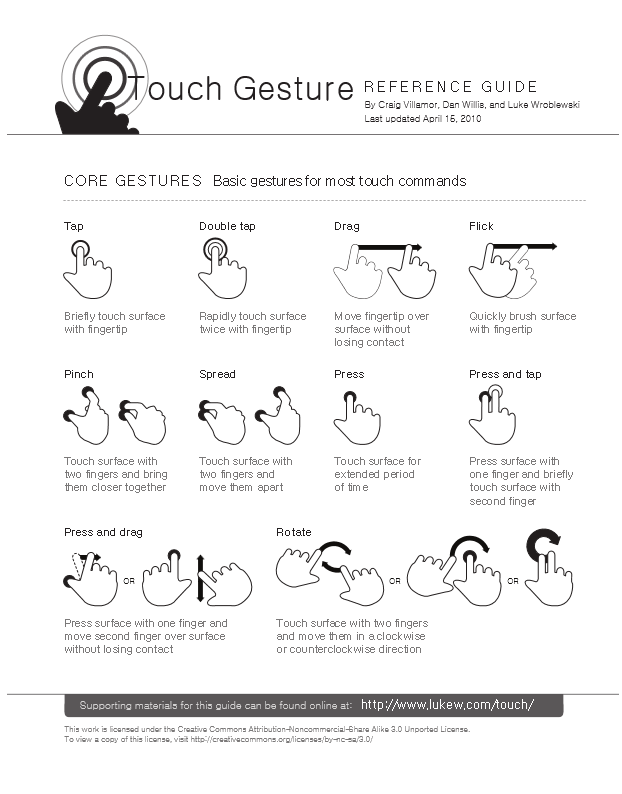 Touch Gesture REFERENCE GUIDE
By Craig Villamor, Dan Willis, and Luke Wroblewski
Last updated April 15, 2010
CORE GESTURES Basic gestures for most touch commands
Tap
Briefly touch surface
with fingertip
Double tap
Rapidly touch surface
twice with fingertip
Drag
Move fingertip over
surface without
losing contact
Flick
Quickly brush surface
with fingertip
Pinch
Touch surface with
two fingers and bring
them closer together
Spread
Touch surface with
two fingers and
move them apart
Press
Touch surface for
extended period
of time
Press and tap
Press surface with
one finger and briefly
touch surface with
second finger
Press and drag
OR
Press surface with one finger and
move second finger over surface
without losing contact
Rotate
OR
OR
Touch surface with two fingers
and move them in a clockwise
or counterclockwise direction
Supporting materials for this guide can be found online at: http://www.lukew.com/touch/
This work is licensed under the Creative Commons Attribution-Noncommercial-Share Alike 3.0 Unported License.
To view a copy of this license, visit http://creativecommons.org/licenses/by-nc-sa/3.0/